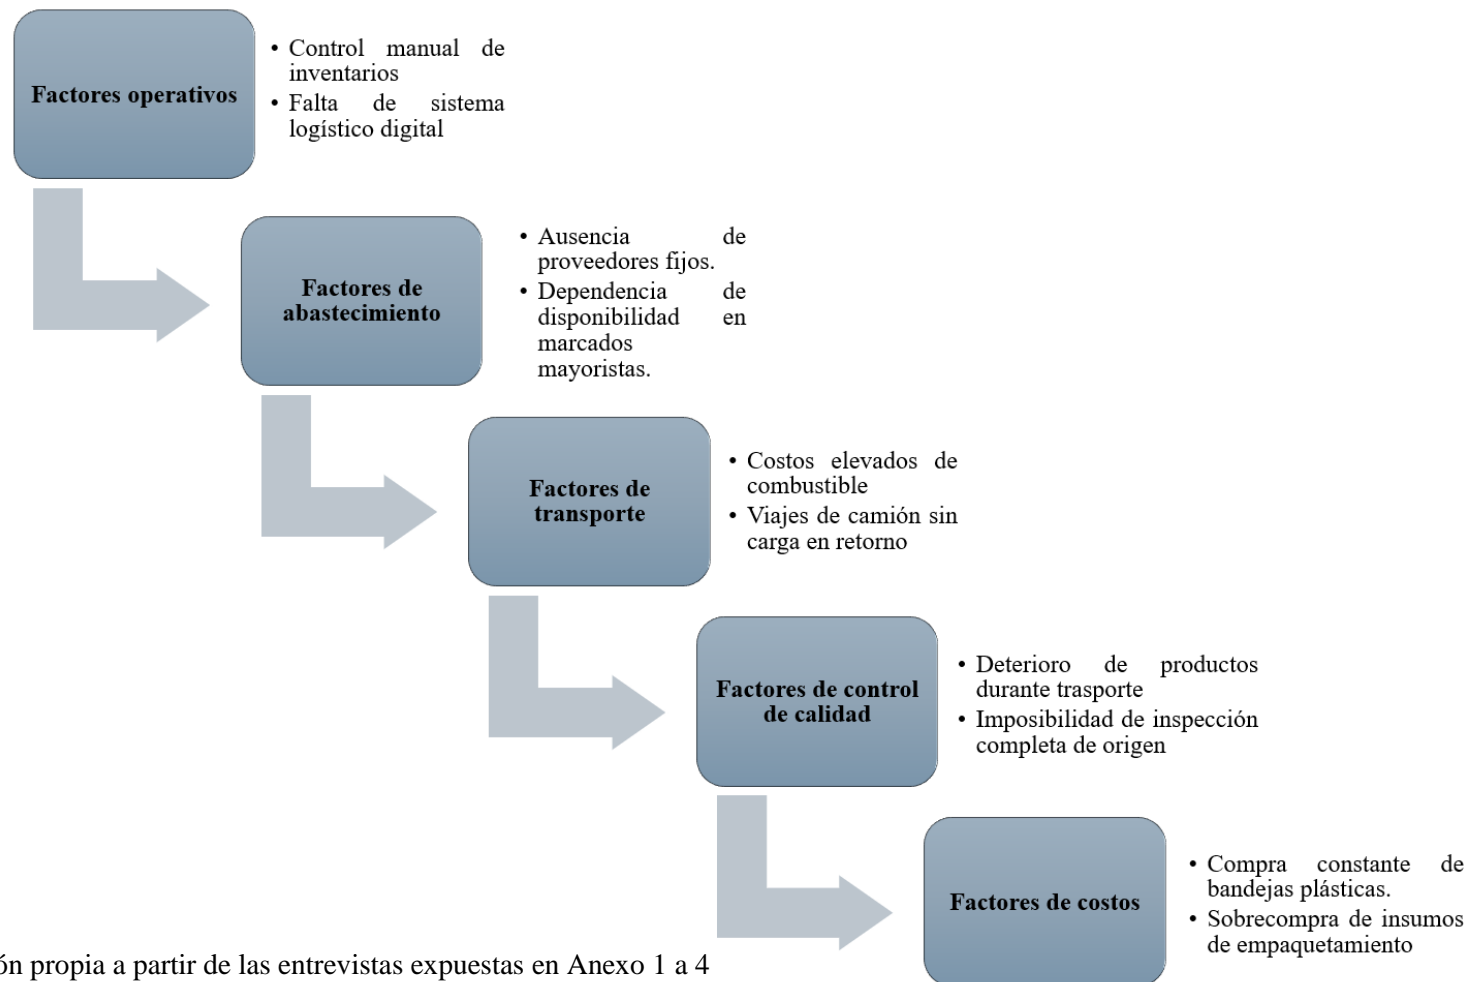 Factores operativos
• Control manual de
inventarios
• Falta de sistema
logístico digital
Factores de
abastecimiento
• Ausencia de
proveedores fijos.
• Dependencia de
disponibilidad en
marcados
mayoristas.
Factores de
transporte
• Costos elevados de
combustible
• Viajes de camión sin
carga en retorno
Factores de control
de calidad
• Deterioro de productos
durante trasporte
• Imposibilidad de inspección
completa de origen
Factores de costos
• Compra constante de
bandejas plásticas.
• Sobrecompra de insumos
de empaquetamiento
ón propia a partir de las entrevistas expuestas en Anexo 1 a 4